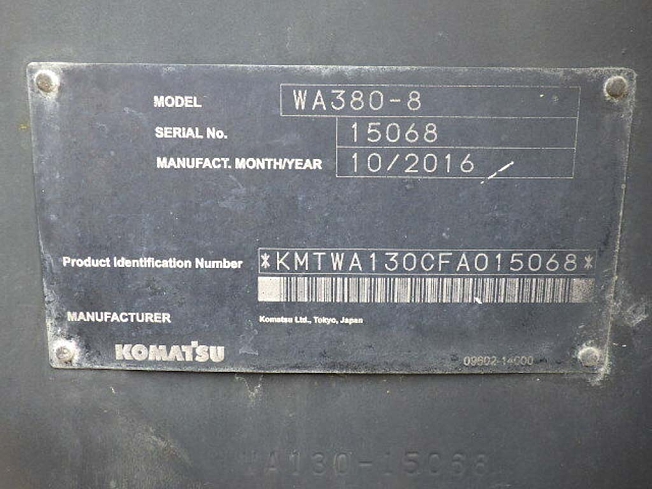 MODEL WA380-8
SERIAL No. 15068
MANUFACT. MONTH/YEAR 10/2016
Product Identification Number *KMTWA130CFA015068*
MANUFACTURER Komatsu Ltd., Tokyo, Japan
KOMATSU 09602-14000
WA130-15068